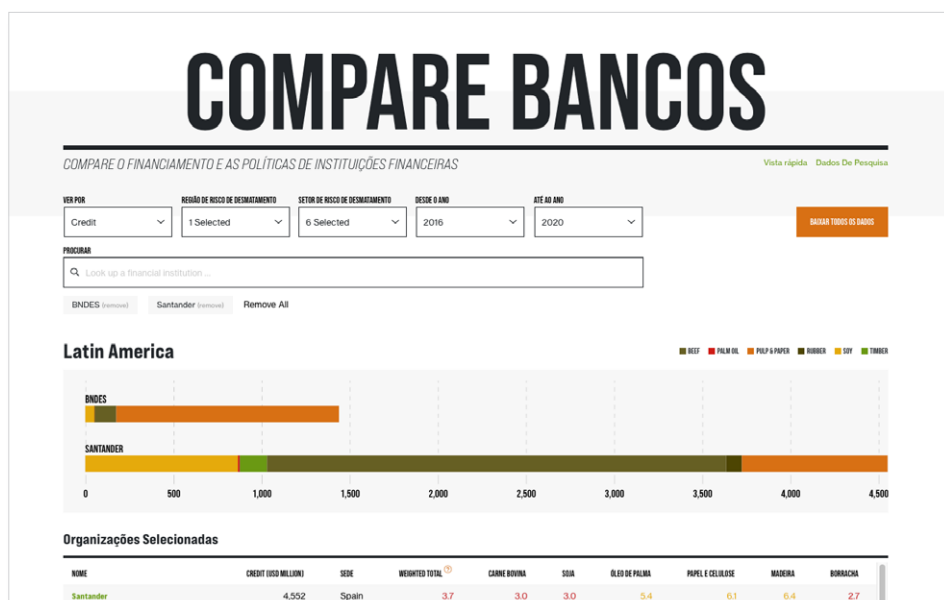 COMPARE BANCOS
COMPARE O FINANCIAMENTO E AS POLÍTICAS DE INSTITUIÇÕES FINANCEIRAS
Vista rápida Dados De Pesquisa
VER POR REGIÃO DE RISCO DE DESMATAMENTO SETOR DE RISCO DE DESMATAMENTO DESDE O ANO ATÉ AO ANO
Credit 1 Selected 6 Selected 2016 2020
BAIXAR TODOS OS DADOS
PROCURAR
Look up a financial institution ...
BNDES (remove) Santander (remove) Remove All
Latin America
BEEF PALM OIL PULP & PAPER RUBBER SOY TIMBER
BNDES
SANTANDER
0 500 1,000 1,500 2,000 2,500 3,000 3,500 4,000 4,500
Organizações Selecionadas
NOME CREDIT (USD MILLION) SEDE WEIGHTED TOTAL ? CARNE BOVINA SOJA ÓLEO DE PALMA PAPEL E CELULOSE MADEIRA BORRACHA
Santander 4,552 Spain 3.7 3.0 3.0 5.4 6.1 6.4 2.7